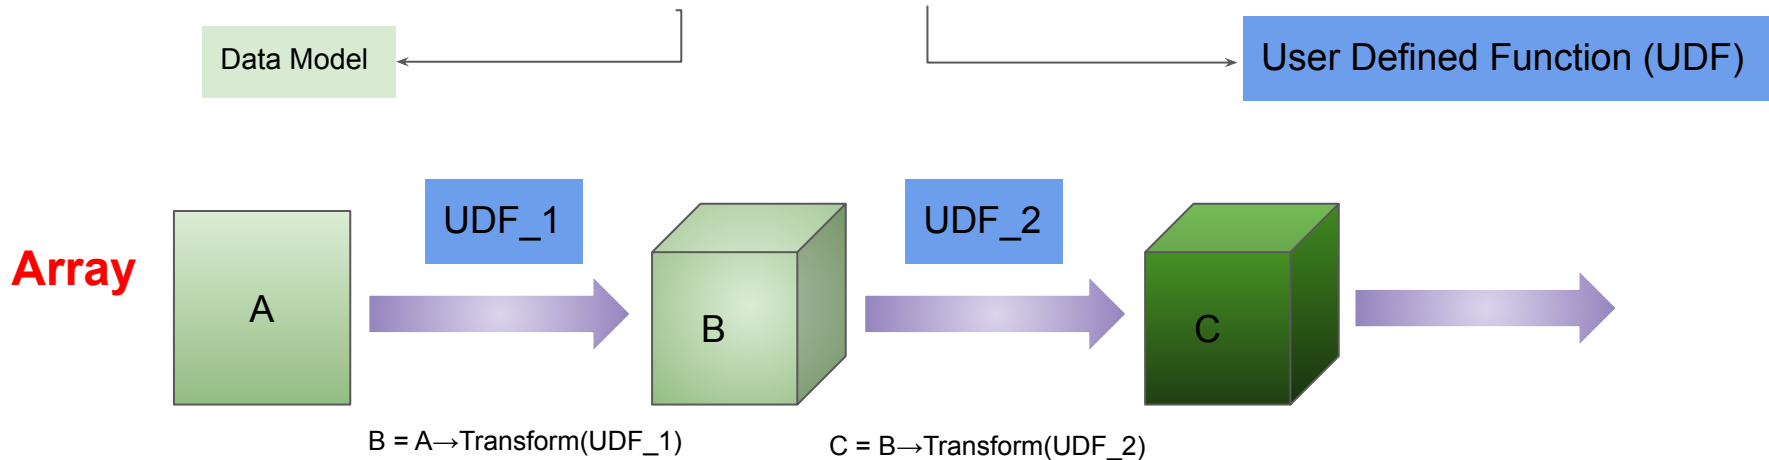 Data Model
User Defined Function (UDF)
UDF_1
UDF_2
Array
A
B
C
B = A→Transform(UDF_1)
C = B→Transform(UDF_2)